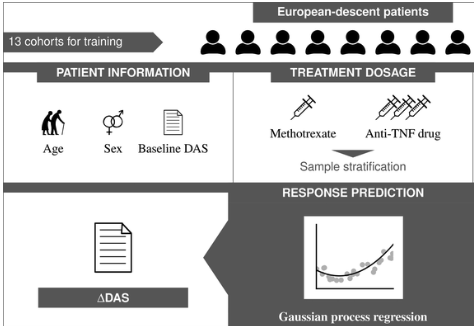 European-descent patients
13 cohorts for training
PATIENT INFORMATION
TREATMENT DOSAGE
Age
Sex
Baseline DAS
Methotrexate
Anti-TNF drug
Sample stratification
RESPONSE PREDICTION
ΔDAS
Gaussian process regression